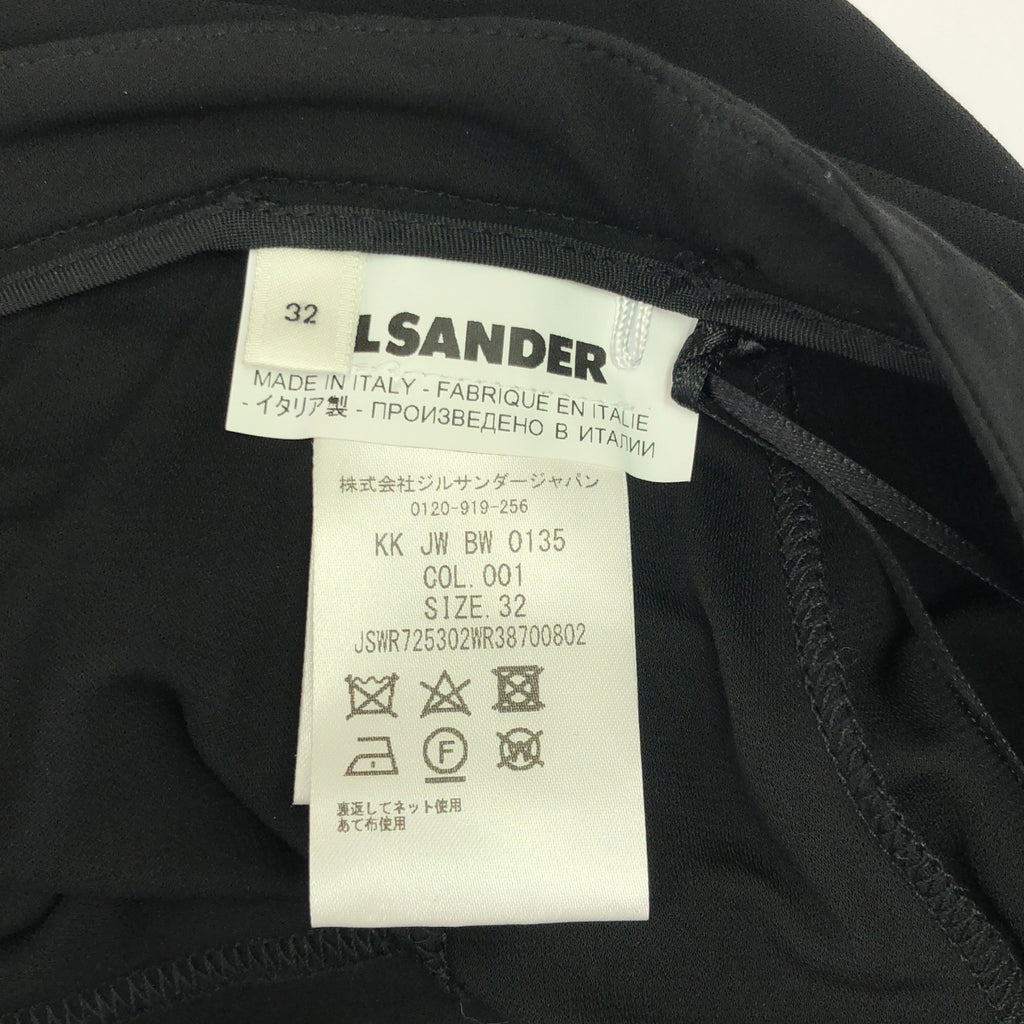 32
LSANDER
MADE IN ITALY - FABRIQUE EN ITALIE
- イタリア製 - ПРОИЗВЕДЕНО В ИТАЛИИ
株式会社ジルサンダージャパン
0120-919-256
KK JW BW 0135
COL. 001
SIZE. 32
JSWR725302WR38700802
F
W
裏返してネット使用
あて布使用